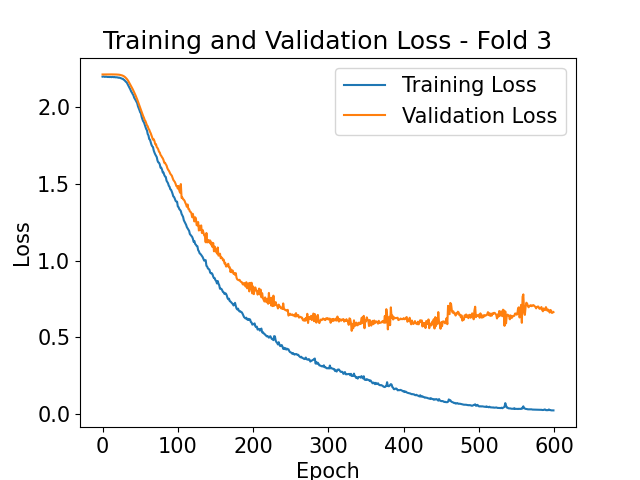 Training and Validation Loss - Fold 3
Training Loss
Validation Loss
Loss
2.0
1.5
1.0
0.5
0.0
0 100 200 300 400 500 600
Epoch